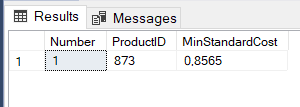 Results Messages
Number ProductID MinStandardCost
1 1 873 0,8565